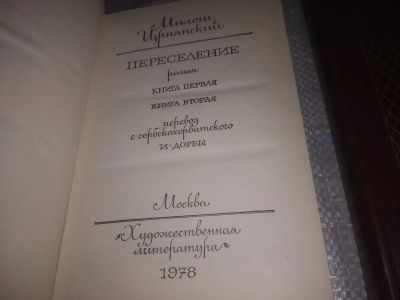 Милош
Црнянский
ПЕРЕСЕЛЕНИЕ
роман
КНИГА ПЕРВАЯ
КНИГА ВТОРАЯ
перевод
с сербскохорватского
И. ДОРБЫ
Москва
«Художественная
литература»
1978